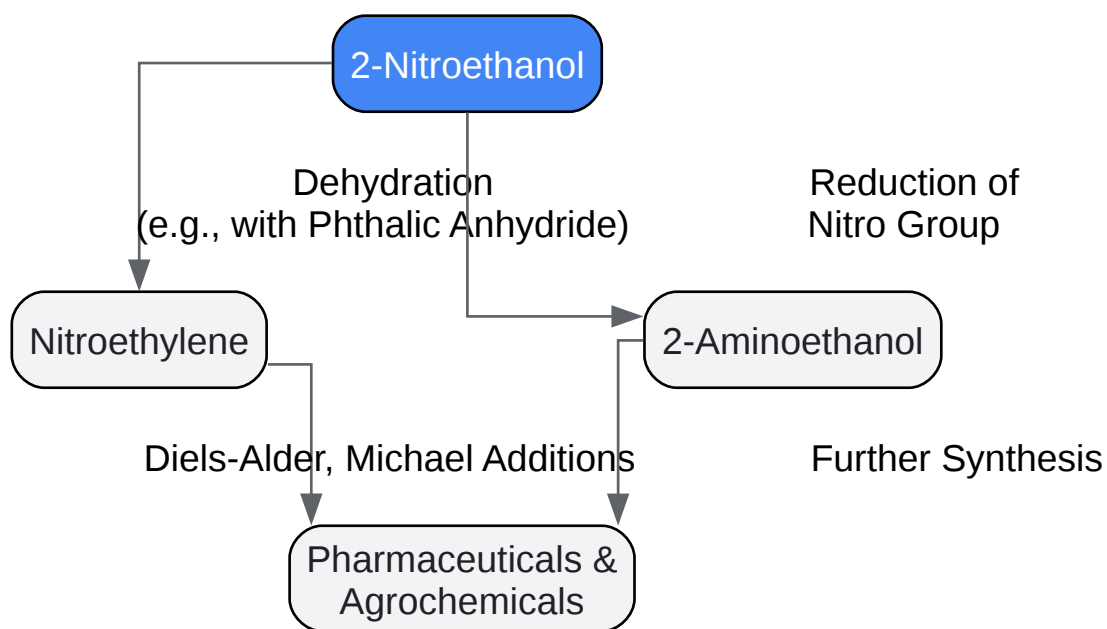 2-Nitroethanol
Dehydration
(e.g., with Phthalic Anhydride)
Reduction of
Nitro Group
Nitroethylene
2-Aminoethanol
Diels-Alder, Michael Additions
Further Synthesis
Pharmaceuticals &
Agrochemicals